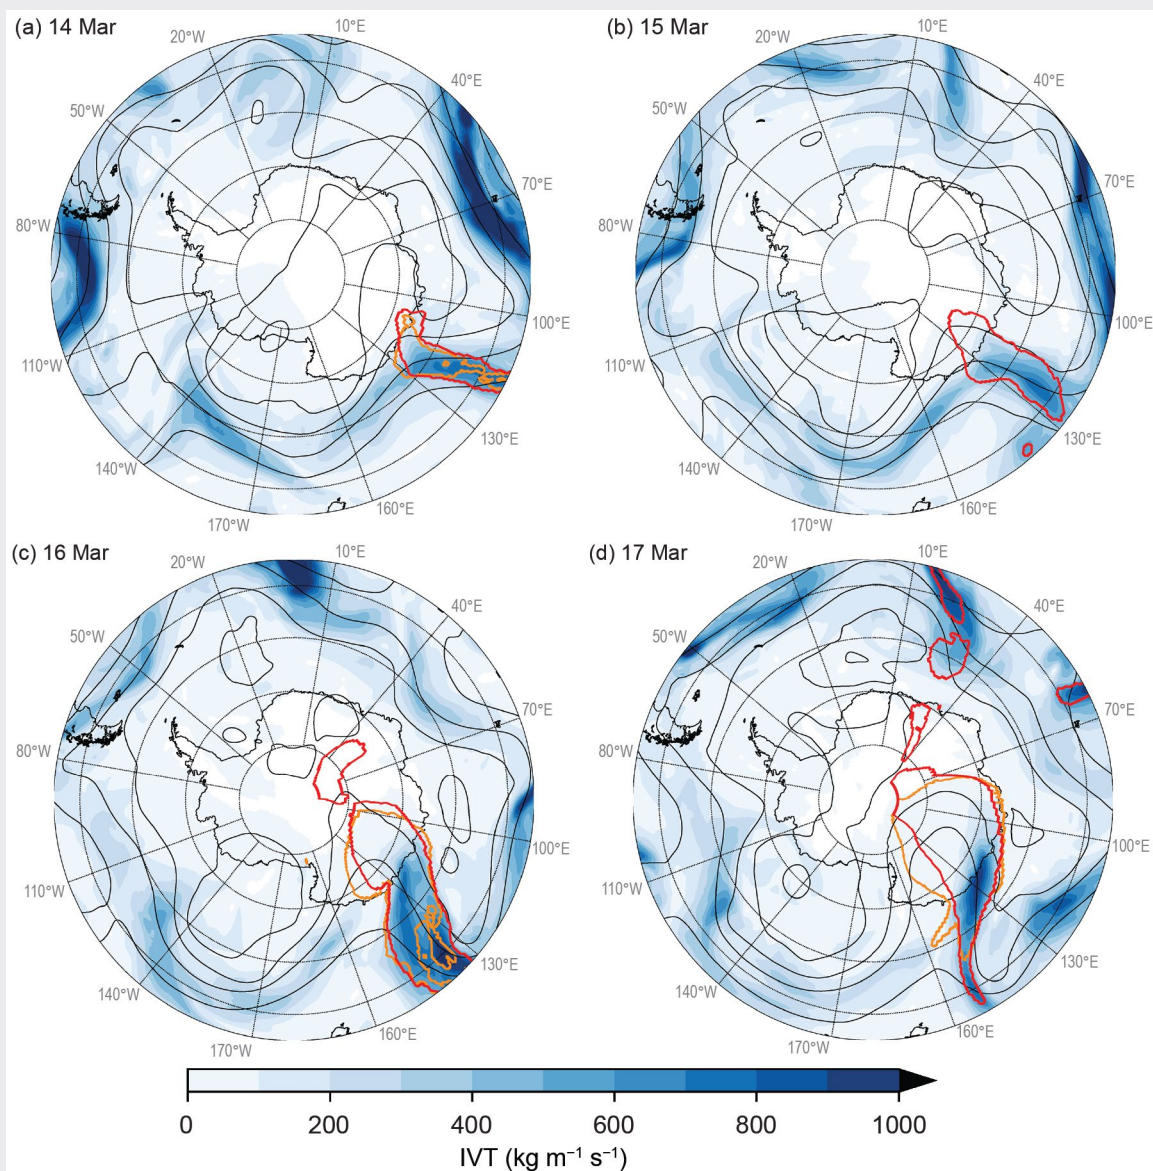 (a) 14 Mar
10°E
20°W
40°E
50°W
70°E
80°W
100°E
110°W
130°E
140°W
160°E
170°W
(b) 15 Mar
10°E
20°W
40°E
50°W
70°E
80°W
100°E
110°W
130°E
140°W
160°E
170°W
(c) 16 Mar
10°E
20°W
40°E
50°W
70°E
80°W
100°E
110°W
130°E
140°W
160°E
170°W
(d) 17 Mar
10°E
20°W
40°E
50°W
70°E
80°W
100°E
110°W
130°E
140°W
160°E
170°W
0 200 400 600 800 1000
IVT (kg m⁻¹ s⁻¹)